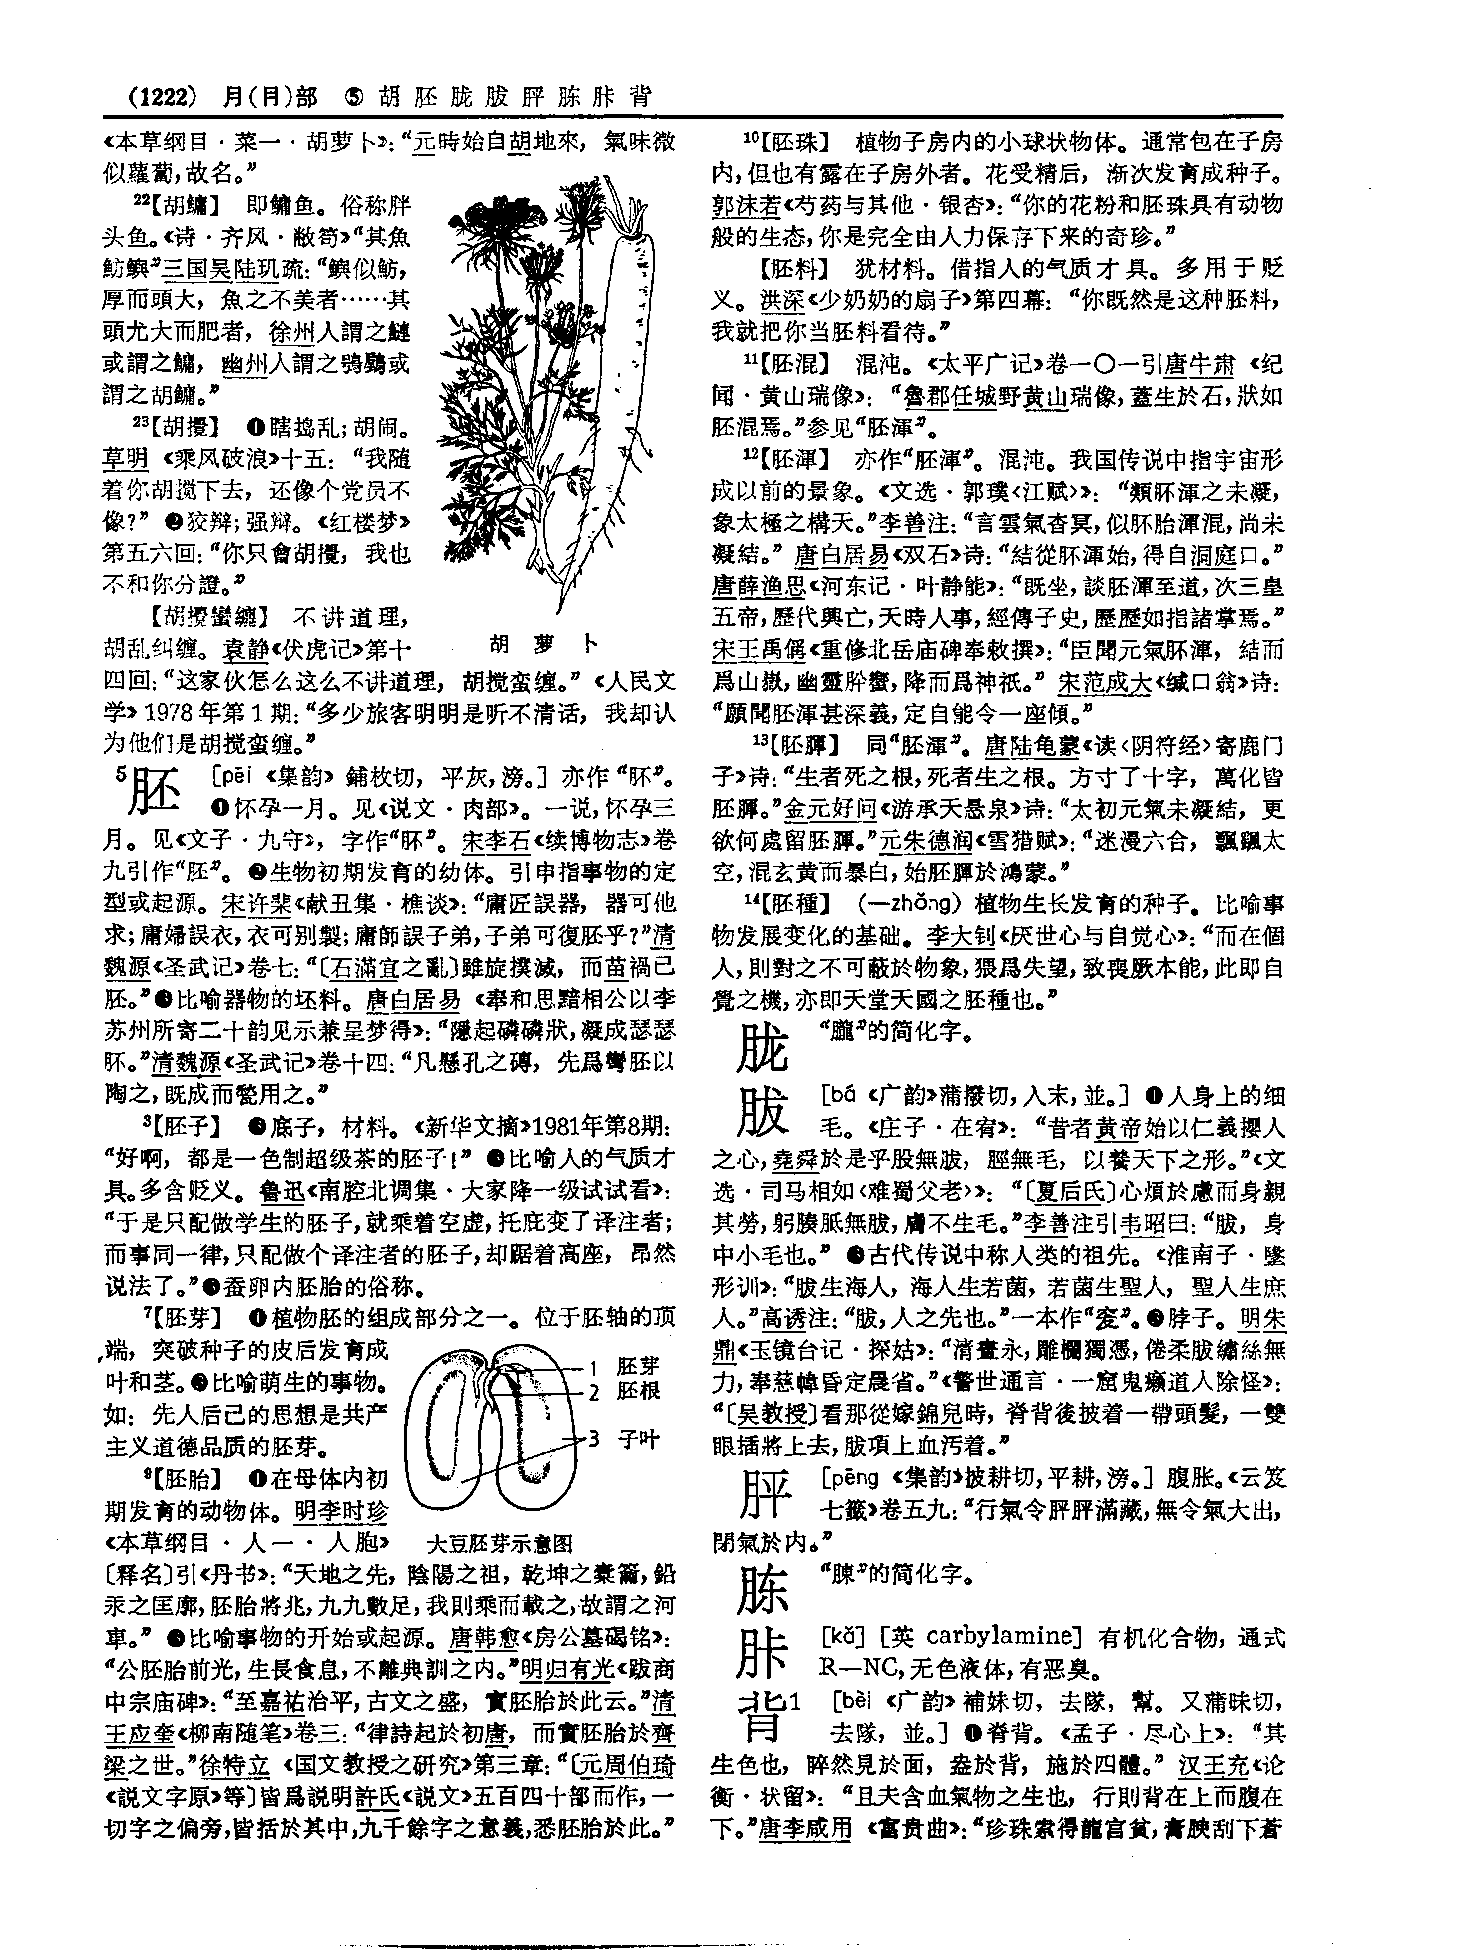 (1222) 月(⺼)部 ⑤ 胡胚胧胈胓胨胩背
《本草纲目·菜一·胡萝卜》：“元時始自胡地來，氣味微
似蘿蔔，故名。”
22【胡鳙】 即鳙鱼。俗称胖
头鱼。《诗·齐风·敝笱》“其魚
魴鱮”三国吴陆玑疏：“鱮似魴，
厚而頭大，魚之不美者……其
頭尤大而肥者，徐州人謂之鰱
或謂之鱅，幽州人謂之鴞鷉或
謂之胡鱅。”
23【胡攪】 ❶瞎捣乱；胡闹。
草明《乘风破浪》十五：“我随
着你胡搅下去，还像个党员不
像？” ❷狡辩；强辩。《红楼梦》
第五六回：“你只會胡攪，我也
不和你分證。”
【胡攪蠻纏】 不讲道理，
胡乱纠缠。袁静《伏虎记》第十
四回：“这家伙怎么这么不讲道理，胡搅蛮缠。”《人民文
学》1978年第1期：“多少旅客明明是听不清话，我却认
为他们是胡搅蛮缠。”
胡 萝 卜
5胚 [pēi 《集韵》鋪枚切，平灰，滂。] 亦作“肧”。
❶怀孕一月。见《说文·肉部》。一说，怀孕三
月。见《文子·九守》，字作“肧”。宋李石《续博物志》卷
九引作“胚”。❷生物初期发育的幼体。引申指事物的定
型或起源。宋许棐《献丑集·樵谈》：“庸匠誤器，器可他
求；庸婦誤衣，衣可别製；庸師誤子弟，子弟可復胚乎？”清
魏源《圣武记》卷七：“〔石滿宜之亂〕雖旋撲滅，而苗禍已
胚。”❸比喻器物的坯料。唐白居易《奉和思黯相公以李
苏州所寄二十韵见示兼呈梦得》：“隱起磷磷狀，凝成瑟瑟
肧。”清魏源《圣武记》卷十四：“凡懸孔之磚，先爲彎胚以
陶之，既成而甃用之。”
3【胚子】 ❶底子，材料。《新华文摘》1981年第8期：
“好啊，都是一色制超级茶的胚子！” ❷比喻人的气质才
具。多含贬义。鲁迅《南腔北调集·大家降一级试试看》：
“于是只配做学生的胚子，就乘着空虚，托庇变了译注者；
而事同一律，只配做个译注者的胚子，却踞着高座，昂然
说法了。”❸蚕卵内胚胎的俗称。
7【胚芽】 ❶植物胚的组成部分之一。位于胚轴的顶
端，突破种子的皮后发育成
叶和茎。❷比喻萌生的事物。
如：先人后己的思想是共产
主义道德品质的胚芽。
1 胚芽
2 胚根
3 子叶
大豆胚芽示意图
9【胚胎】 ❶在母体内初
期发育的动物体。明李时珍
《本草纲目·人一·人胞》
〔释名〕引《丹书》：“天地之先，陰陽之祖，乾坤之橐籥，鉛
汞之匡廓，胚胎將兆，九九數足，我則乘而載之，故謂之河
車。” ❷比喻事物的开始或起源。唐韩愈《房公墓碣铭》：
“公胚胎前光，生長食息，不離典訓之内。”明归有光《跋商
中宗庙碑》：“至嘉祐治平，古文之盛，實胚胎於此云。”清
王应奎《柳南随笔》卷三：“律詩起於初唐，而實胚胎於齊
梁之世。”徐特立《国文教授之研究》第三章：“〔元周伯琦
《說文字原》等〕皆爲說明許氏《說文》五百四十部而作，一
切字之偏旁，皆括於其中，九千餘字之意義，悉胚胎於此。”
10【胚珠】 植物子房内的小球状物体。通常包在子房
内，但也有露在子房外者。花受精后，渐次发育成种子。
郭沫若《芍药与其他·银杏》：“你的花粉和胚珠具有动物
般的生态，你是完全由人力保存下来的奇珍。”
【胚料】 犹材料。借指人的气质才具。多用于贬
义。洪深《少奶奶的扇子》第四幕：“你既然是这种胚料，
我就把你当胚料看待。”
11【胚混】 混沌。《太平广记》卷一〇一引唐牛肃《纪
闻·黄山瑞像》：“魯郡任城野黄山瑞像，蓋生於石，狀如
胚混焉。”参见“胚渾”。
12【胚渾】 亦作“肧渾”。混沌。我国传说中指宇宙形
成以前的景象。《文选·郭璞〈江赋〉》：“類肧渾之未凝，
象太極之構天。”李善注：“言雲氣杳冥，似肧胎渾混，尚未
凝結。”唐白居易《双石》诗：“結從肧渾始，得自洞庭口。”
唐薛渔思《河东记·叶静能》：“既坐，談胚渾至道，次三皇
五帝，歷代興亡，天時人事，經傳子史，歷歷如指諸掌焉。”
宋王禹偁《重修北岳庙碑奉敕撰》：“臣聞元氣肧渾，結而
爲山嶽，幽靈肸蠁，降而爲神祇。”宋范成大《缄口翁》诗：
“願聞胚渾甚深義，定自能令一座傾。”
13【胚腪】 同“胚渾”。唐陆龟蒙《读〈阴符经〉寄鹿门
子》诗：“生者死之根，死者生之根。方寸了十字，萬化皆
胚腪。”金元好问《游承天悬泉》诗：“太初元氣未凝結，更
欲何處留胚腪。”元朱德润《雪猎赋》：“迷漫六合，飄飖太
空，混玄黄而暴白，始胚腪於鴻蒙。”
14【胚種】 （—zhǒng）植物生长发育的种子。比喻事
物发展变化的基础。李大钊《厌世心与自觉心》：“而在個
人，則對之不可蔽於物象，猥爲失望，致喪厥本能，此即自
覺之機，亦即天堂天國之胚種也。”
胧 “朧”的简化字。
胈 [bá 《广韵》蒲撥切，入末，並。] ❶人身上的细
毛。《庄子·在宥》：“昔者黄帝始以仁義攖人
之心，堯舜於是乎股無胈，脛無毛，以養天下之形。”《文
选·司马相如〈难蜀父老〉》：“〔夏后氏〕心煩於慮而身親
其勞，躬腠胝無胈，膚不生毛。”李善注引韦昭曰：“胈，身
中小毛也。” ❷古代传说中称人类的祖先。《淮南子·墬
形训》：“胈生海人，海人生若菌，若菌生聖人，聖人生庶
人。”高诱注：“胈，人之先也。”一本作“㚆”。❸脖子。明朱
鼎《玉镜台记·探姑》：“清晝永，雕欄獨憑，倦柔胈繡絲無
力，奉慈幃昏定晨省。”《警世通言·一窟鬼癩道人除怪》：
“〔吴教授〕看那從嫁錦兒時，脊背後披着一帶頭髮，一雙
眼插將上去，胈項上血汚着。”
胓 [pēng 《集韵》披耕切，平耕，滂。] 腹胀。《云笈
七籤》卷五九：“行氣令胓胓滿藏，無令氣大出，
閉氣於内。”
胨 “腖”的简化字。
胩 [kǎ] [英 carbylamine] 有机化合物，通式
R—NC，无色液体，有恶臭。
背1 [bèi 《广韵》補妹切，去隊，幫。又蒲昧切，
去隊，並。] ❶脊背。《孟子·尽心上》：“其
生色也，睟然見於面，盎於背，施於四體。”汉王充《论
衡·状留》：“且夫含血氣物之生也，行則背在上而腹在
下。”唐李咸用《富贵曲》：“珍珠索得龍宫貧，膏腴刮下蒼